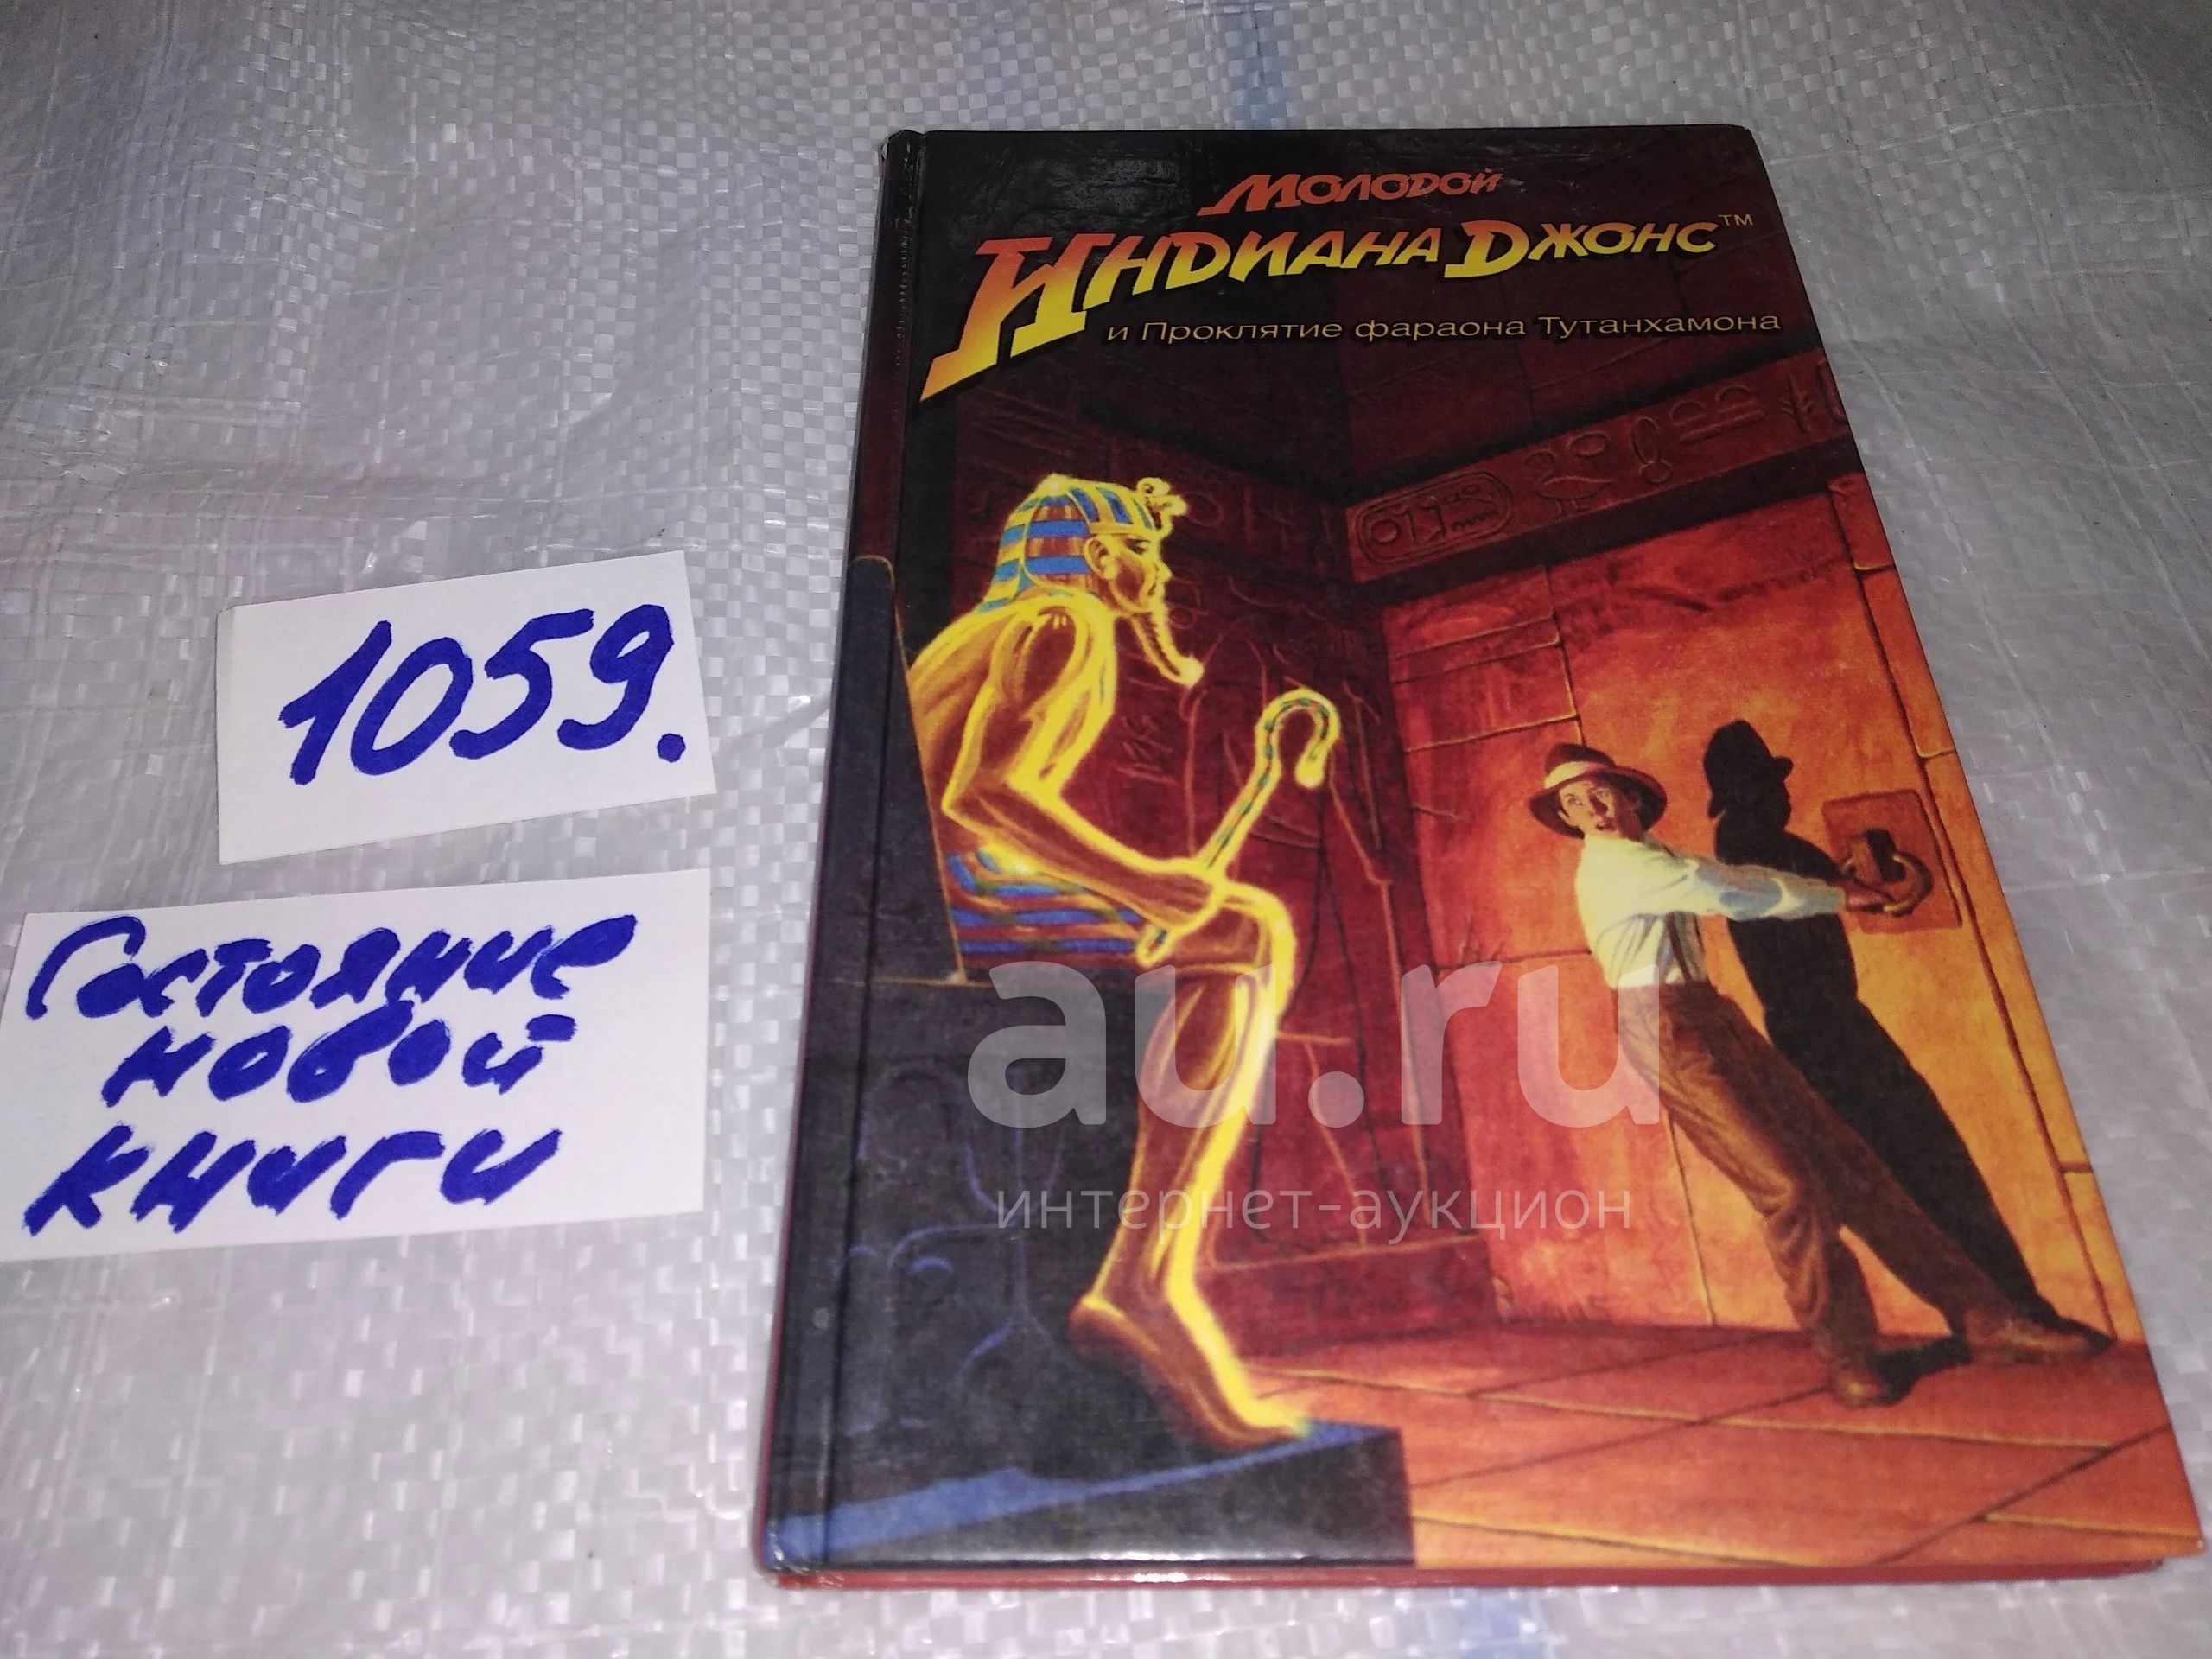 Молодой
Индиана Джонс™
и Проклятие фараона Тутанхамона
1059.
Состояние
новой
книги
au.ru
интернет-аукцион